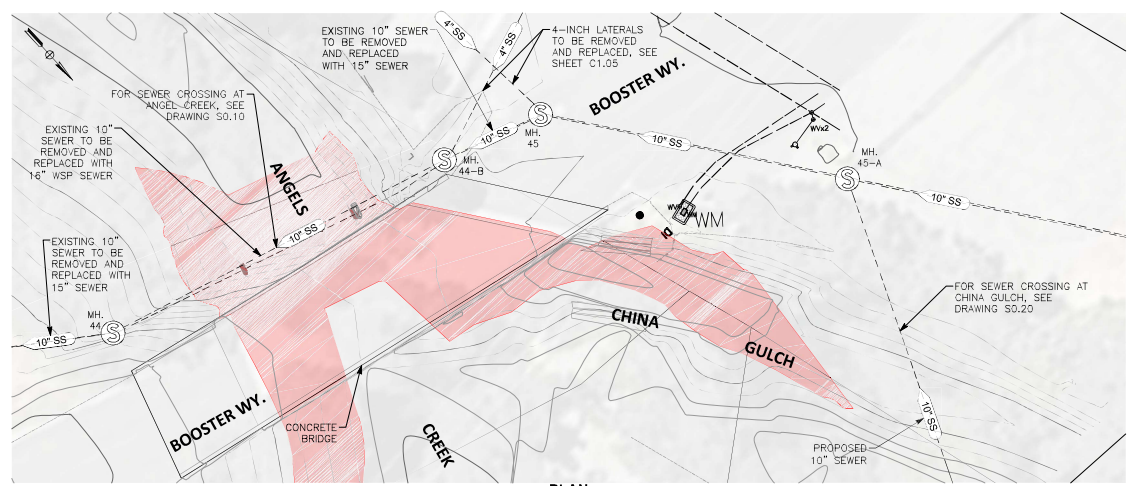 EXISTING 10" SEWER
TO BE REMOVED
AND REPLACED
WITH 15" SEWER
4" SS
4" SS
4-INCH LATERALS
TO BE REMOVED
AND REPLACED, SEE
SHEET C1.05
BOOSTER WY.
FOR SEWER CROSSING AT
ANGEL CREEK, SEE
DRAWING S0.10
EXISTING 10"
SEWER TO BE
REMOVED AND
REPLACED WITH
16" WSP SEWER
ANGELS
10" SS
S
MH.
45
S
MH.
44-B
10" SS
WVx2
MH.
45-A
S
10" SS
WM
DI
10" SS
EXISTING 10"
SEWER TO BE
REMOVED AND
REPLACED WITH
15" SEWER
MH.
44
S
10" SS
FOR SEWER CROSSING AT
CHINA GULCH, SEE
DRAWING S0.20
CHINA
GULCH
BOOSTER WY.
CONCRETE
BRIDGE
CREEK
10" SS
PROPOSED
10" SEWER